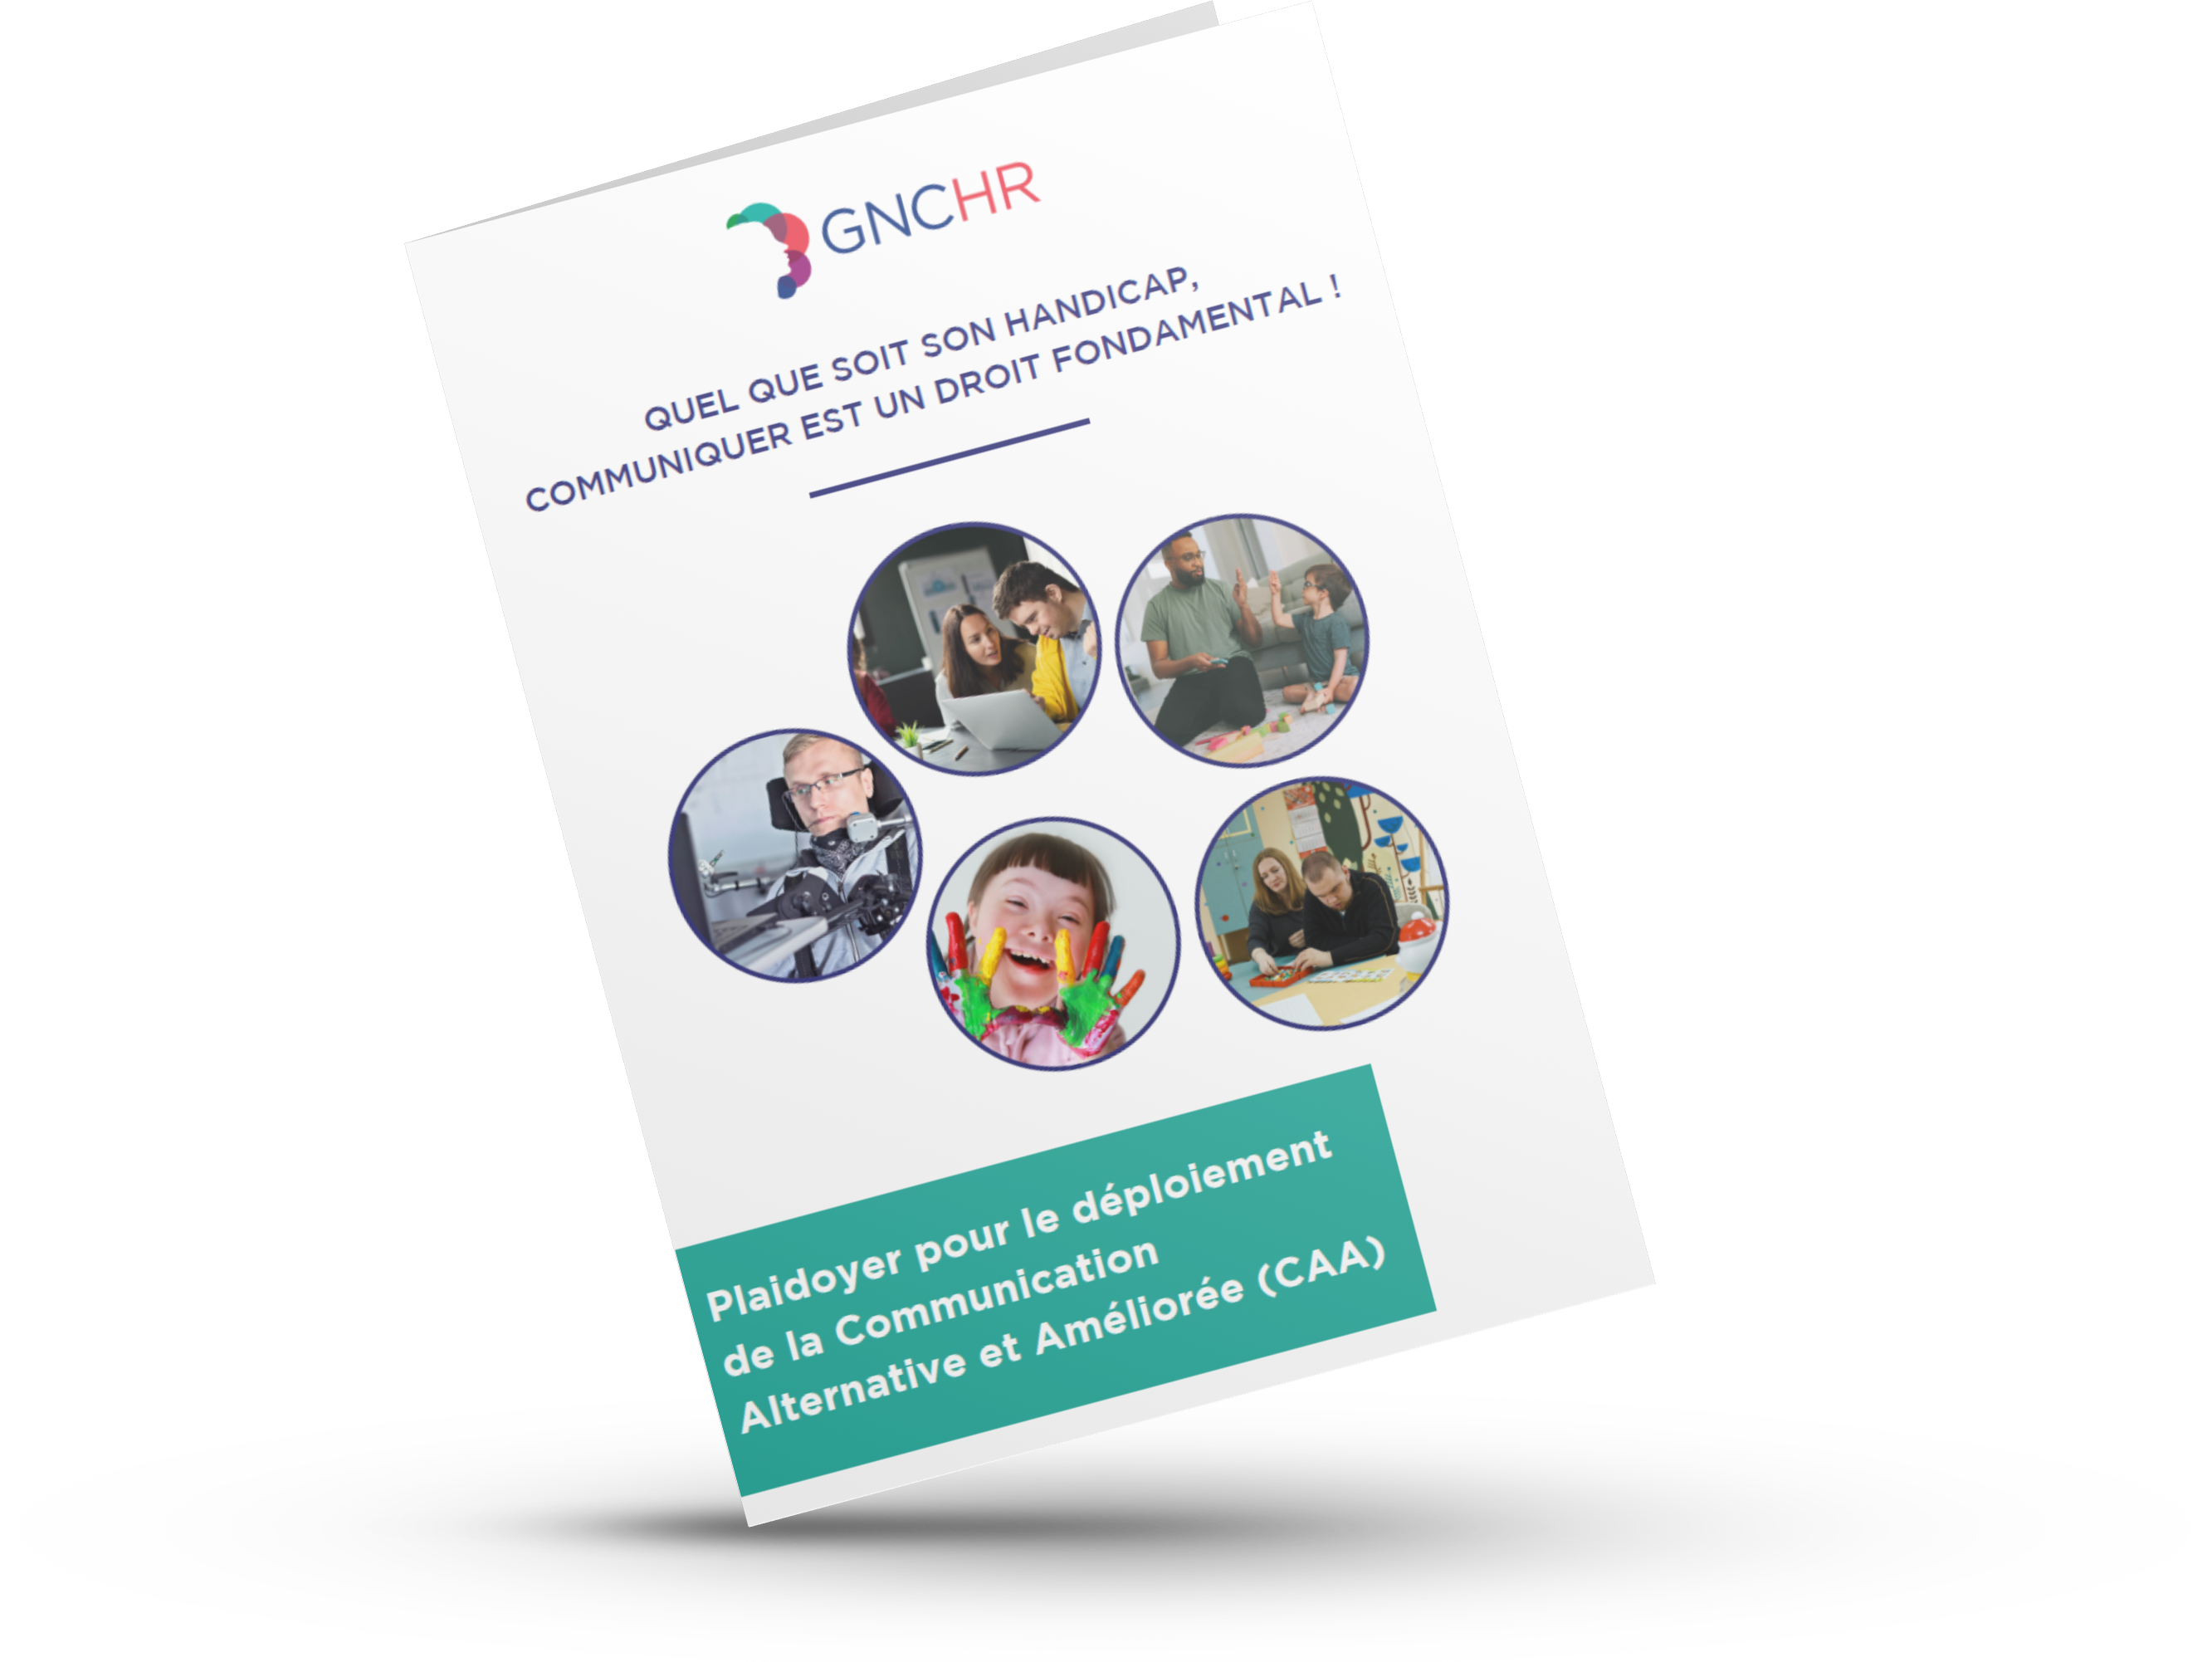 GNCHR
QUEL QUE SOIT SON HANDICAP,
COMMUNIQUER EST UN DROIT FONDAMENTAL !
Plaidoyer pour le déploiement
de la Communication
Alternative et Améliorée (CAA)